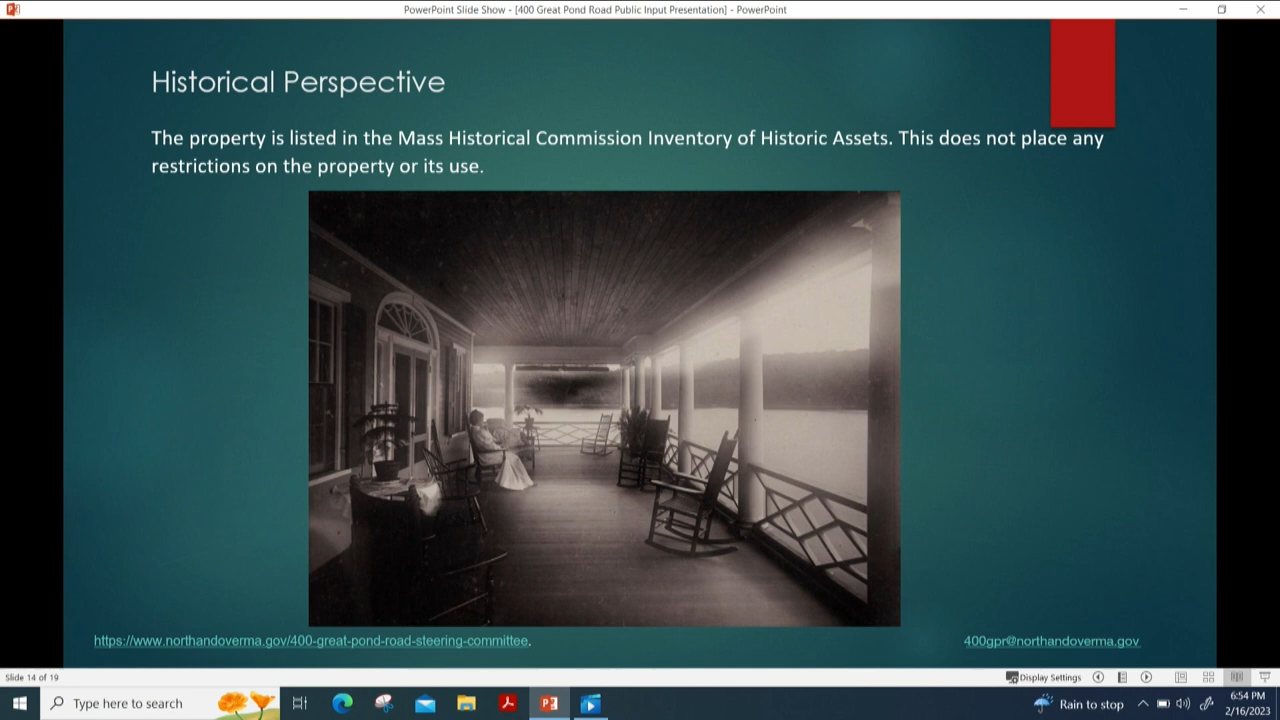 PowerPoint Slide Show - [400 Great Pond Road Public Input Presentation] - PowerPoint
Historical Perspective
The property is listed in the Mass Historical Commission Inventory of Historic Assets. This does not place any
restrictions on the property or its use.
https://www.northandoverma.gov/400-great-pond-road-steering-committee.
400gpr@northandoverma.gov
Slide 14 of 19
Display Settings
Type here to search
Rain to stop
6:54 PM
2/16/2023